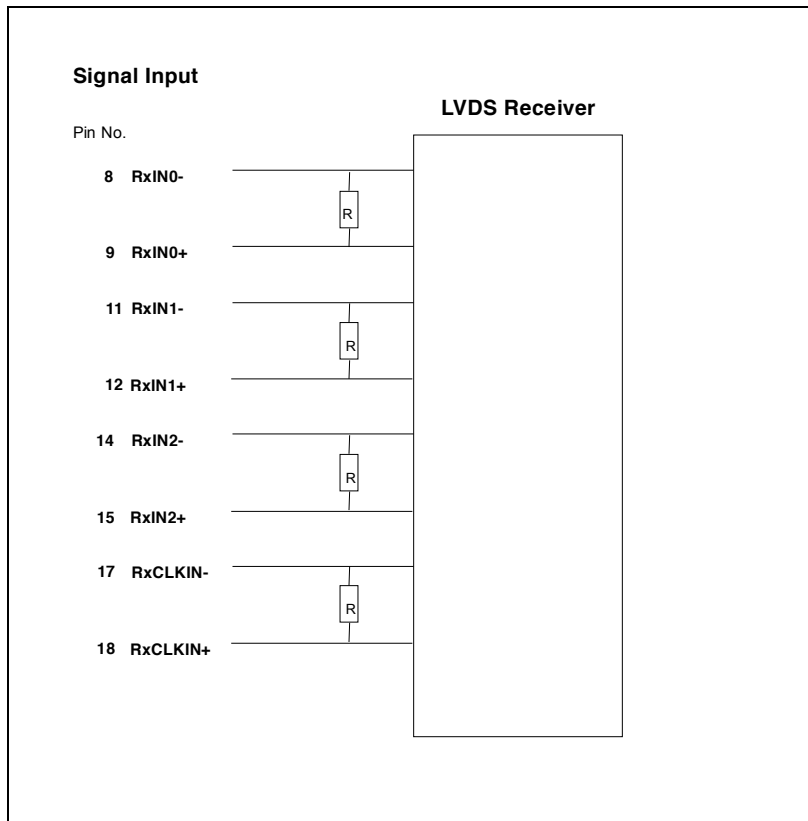 Signal Input
LVDS Receiver
Pin No.
8 RxIN0-
R
9 RxIN0+
11 RxIN1-
R
12 RxIN1+
14 RxIN2-
R
15 RxIN2+
17 RxCLKIN-
R
18 RxCLKIN+